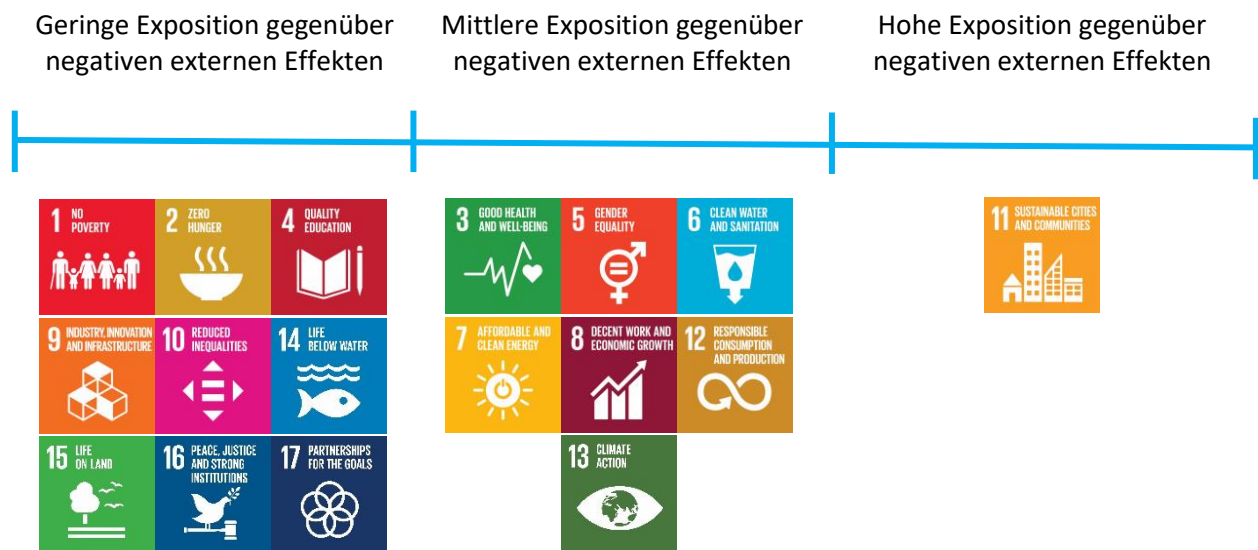 Geringe Exposition gegenüber
negativen externen Effekten
Mittlere Exposition gegenüber
negativen externen Effekten
Hohe Exposition gegenüber
negativen externen Effekten
1 NO
POVERTY
2 ZERO
HUNGER
4 QUALITY
EDUCATION
9 INDUSTRY, INNOVATION
AND INFRASTRUCTURE
10 REDUCED
INEQUALITIES
14 LIFE
BELOW WATER
15 LIFE
ON LAND
16 PEACE, JUSTICE
AND STRONG
INSTITUTIONS
17 PARTNERSHIPS
FOR THE GOALS
3 GOOD HEALTH
AND WELL-BEING
5 GENDER
EQUALITY
6 CLEAN WATER
AND SANITATION
7 AFFORDABLE AND
CLEAN ENERGY
8 DECENT WORK AND
ECONOMIC GROWTH
12 RESPONSIBLE
CONSUMPTION
AND PRODUCTION
13 CLIMATE
ACTION
11 SUSTAINABLE CITIES
AND COMMUNITIES